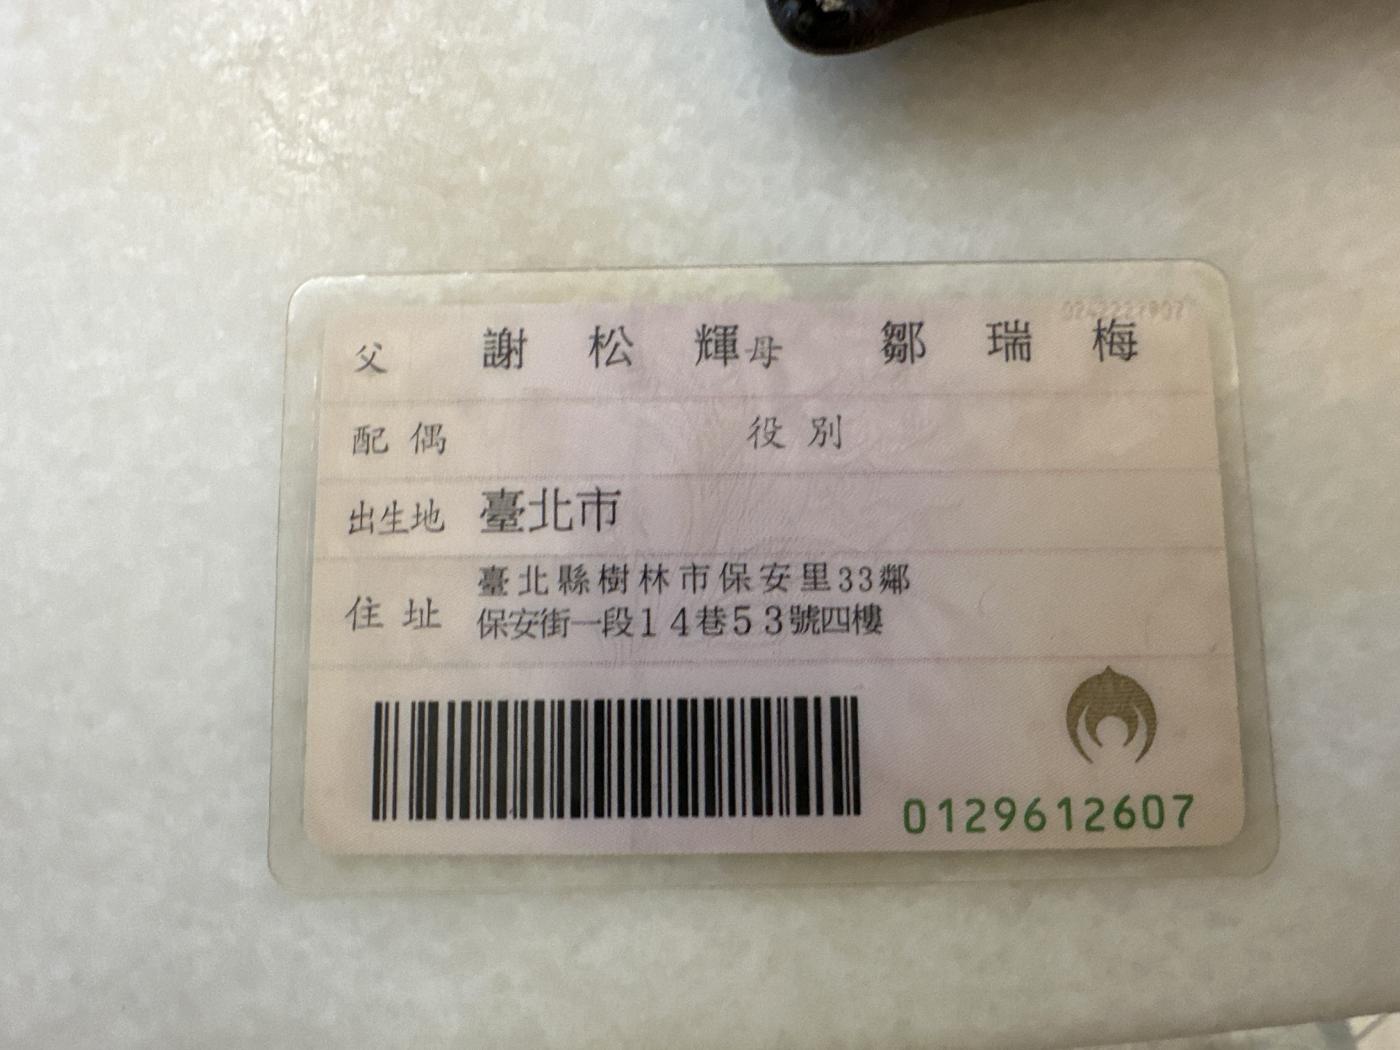 父 謝松輝 母 鄒瑞梅
配偶 役別
出生地 臺北市
住址 臺北縣樹林市保安里33鄰
保安街一段14巷53號四樓
0129612607